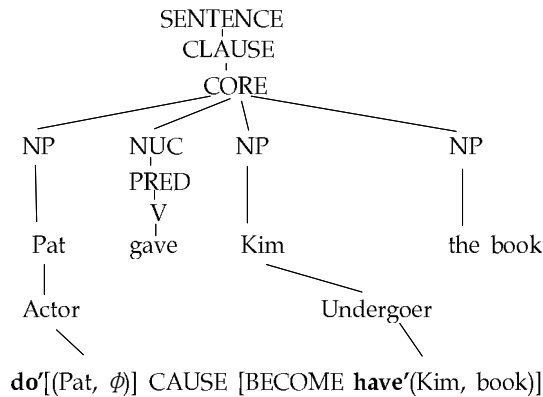 SENTENCE
CLAUSE
CORE
NP NUC NP NP
PRED
V
Pat gave Kim the book
Actor Undergoer
do′[(Pat, ϕ)] CAUSE [BECOME have′(Kim, book)]